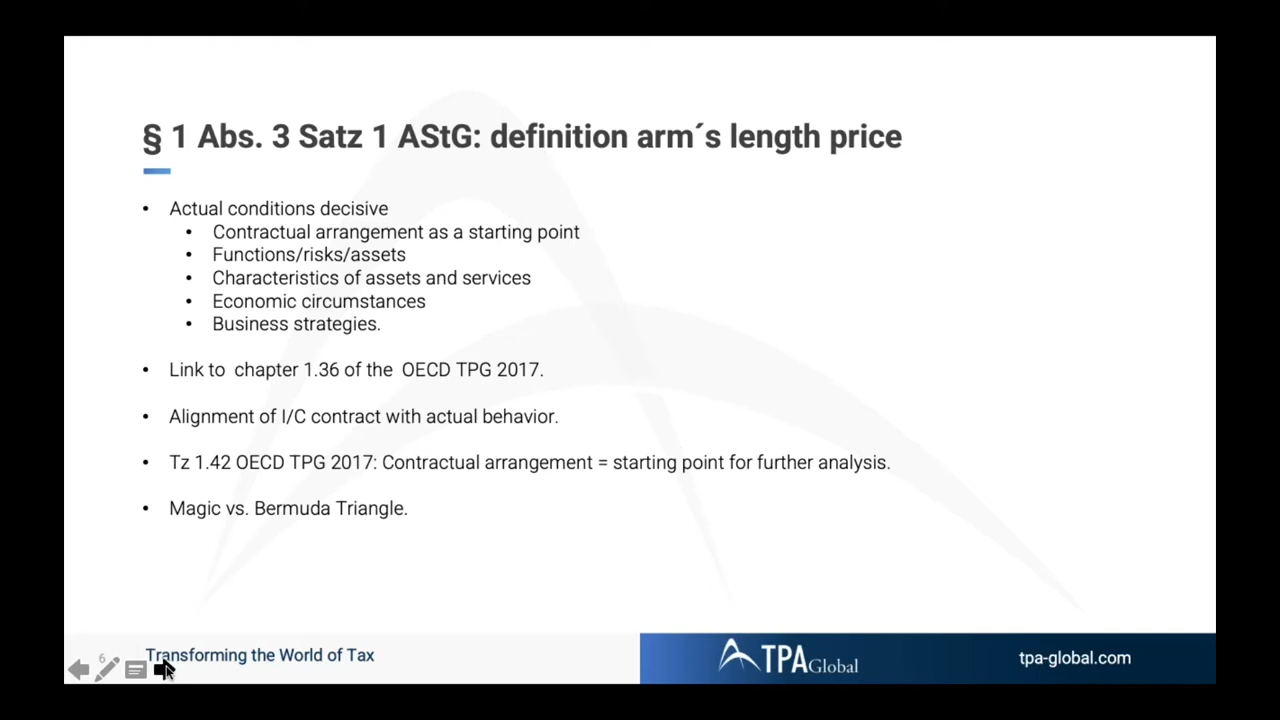 § 1 Abs. 3 Satz 1 AStG: definition arm´s length price
• Actual conditions decisive
• Contractual arrangement as a starting point
• Functions/risks/assets
• Characteristics of assets and services
• Economic circumstances
• Business strategies.
• Link to chapter 1.36 of the OECD TPG 2017.
• Alignment of I/C contract with actual behavior.
• Tz 1.42 OECD TPG 2017: Contractual arrangement = starting point for further analysis.
• Magic vs. Bermuda Triangle.
6
Transforming the World of Tax
TPA Global
tpa-global.com